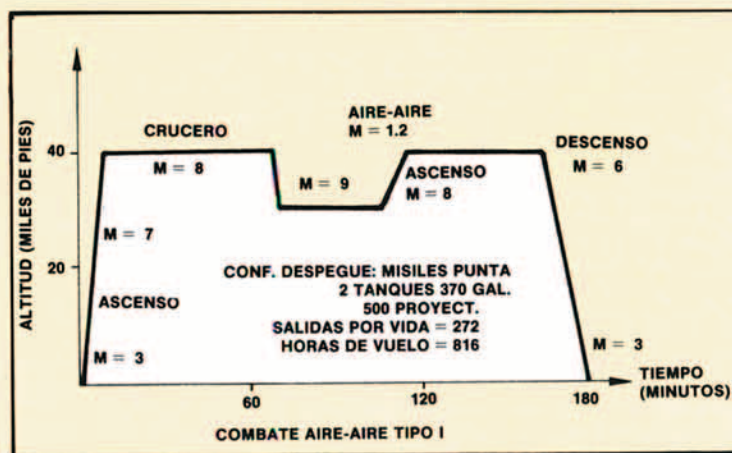 ALTITUD (MILES DE PIES)
40
20
CRUCERO
M = 8
AIRE-AIRE
M = 1.2
DESCENSO
M = 6
M = 9
ASCENSO
M = 8
M = 7
ASCENSO
M = 3
CONF. DESPEGUE: MISILES PUNTA
2 TANQUES 370 GAL.
500 PROYECT.
SALIDAS POR VIDA = 272
HORAS DE VUELO = 816
M = 3
60
120
180
TIEMPO
(MINUTOS)
COMBATE AIRE-AIRE TIPO I